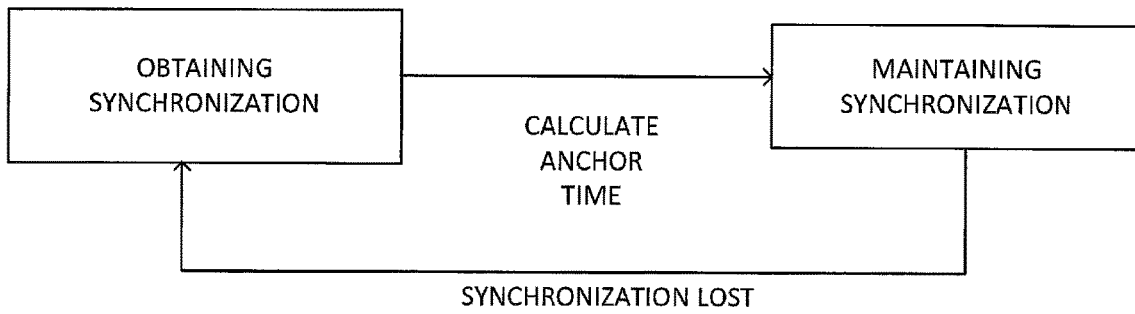 OBTAINING
SYNCHRONIZATION
CALCULATE
ANCHOR
TIME
MAINTAINING
SYNCHRONIZATION
SYNCHRONIZATION LOST